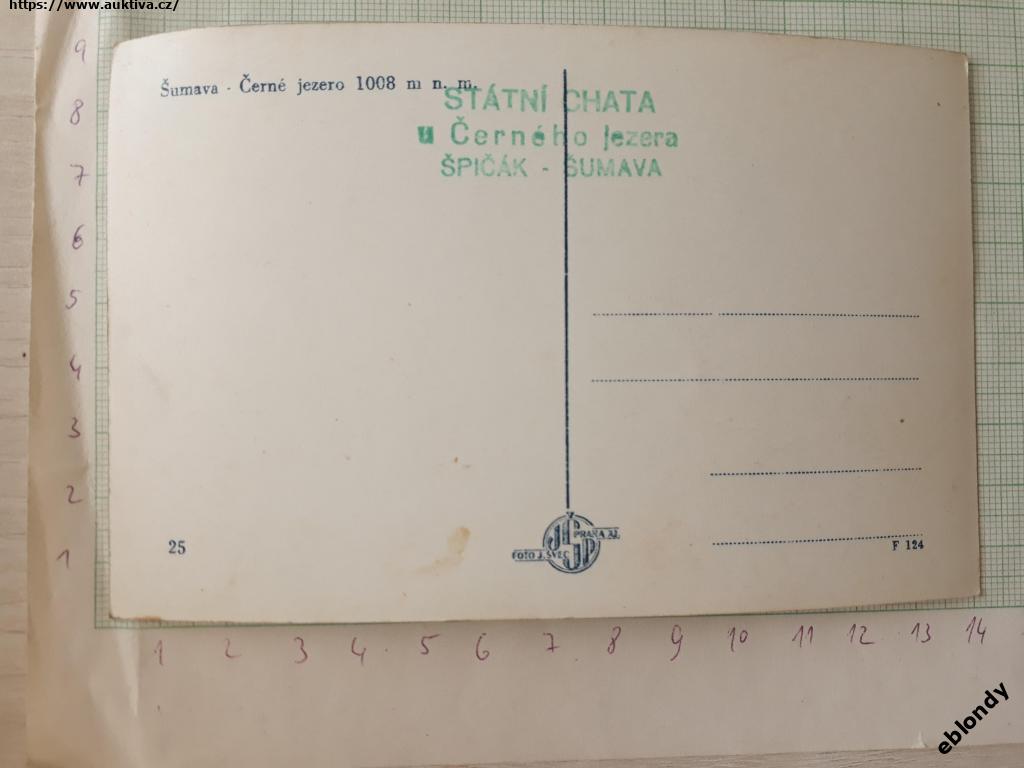 https://www.auktiva.cz/
Šumava - Černé jezero 1008 m n. m.
STÁTNÍ CHATA
u Černého Jezera
ŠPIČÁK - ŠUMAVA
9
8
7
6
5
4
3
2
1
25
FOTO J. ŠVEC
PRAHA
F 124
1 2 3 4 5 6 7 8 9 10 11 12 13 14
eblondy